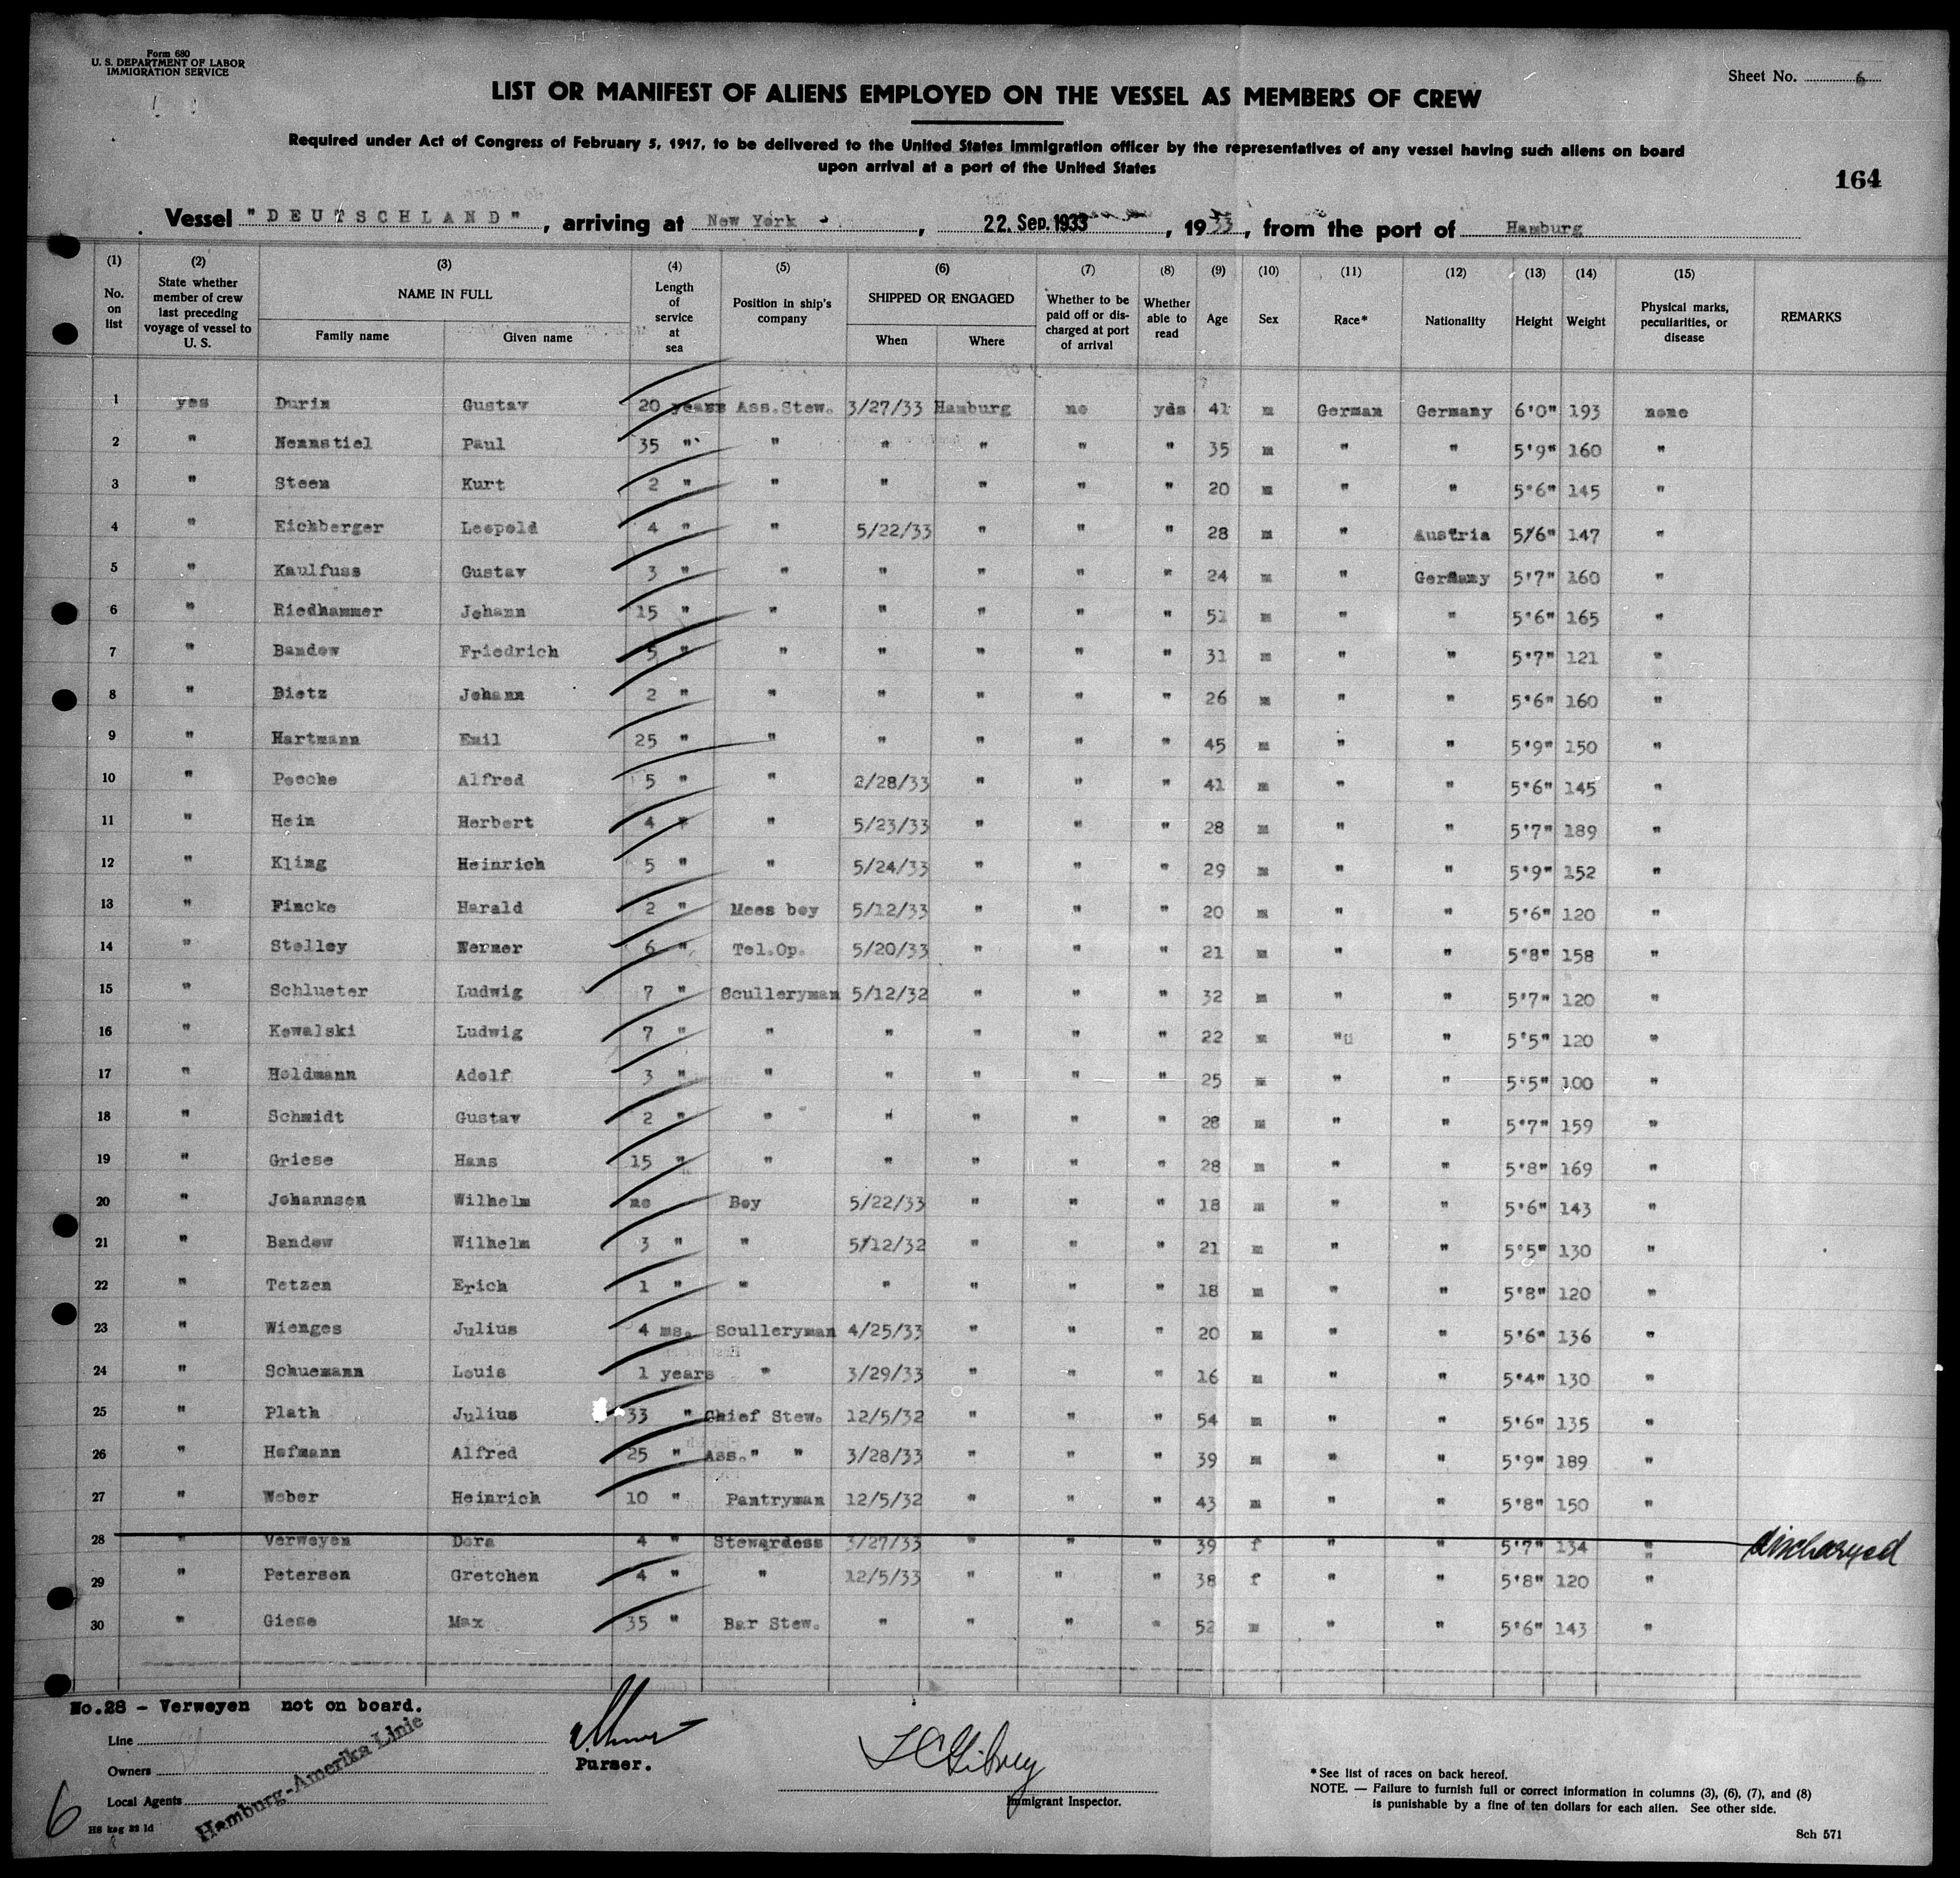 Form 680
U. S. DEPARTMENT OF LABOR
IMMIGRATION SERVICE
Sheet No. 6
LIST OR MANIFEST OF ALIENS EMPLOYED ON THE VESSEL AS MEMBERS OF CREW
Required under Act of Congress of February 5, 1917, to be delivered to the United States immigration officer by the representatives of any vessel having such aliens on board
upon arrival at a port of the United States
164
Vessel "DEUTSCHLAND", arriving at New York, 22. Sep. 1933, 1933, from the port of Hamburg
(1) No. on list (2) State whether member of crew last preceding voyage of vessel to U. S. (3) NAME IN FULL Family name Given name (4) Length of service at sea (5) Position in ship's company (6) SHIPPED OR ENGAGED When Where (7) Whether to be paid off or discharged at port of arrival (8) Whether able to read (9) Age (10) Sex (11) Race* (12) Nationality (13) Height (14) Weight (15) Physical marks, peculiarities, or disease REMARKS
1 yes Durin Gustav 20 years Ass.Stew. 3/27/33 Hamburg no yds 41 m German Germany 6'0" 193 none
2 " Nennstiel Paul 35 " " " " " " 35 m " " 5'9" 160 "
3 " Steen Kurt 2 " " " " " " 20 m " " 5'6" 145 "
4 " Eichberger Leopold 4 " " 5/22/33 " " " 28 m " Austria 5/6" 147 "
5 " Kaulfuss Gustav 3 " " " " " " 24 m " Germany 5'7" 160 "
6 " Riedhammer Johann 15 " " " " " " 51 m " " 5'6" 165 "
7 " Bandow Friedrich 5 " " " " " " 31 m " " 5'7" 121 "
8 " Bietz Johann 2 " " " " " " 26 m " " 5'6" 160 "
9 " Hartmann Emil 25 " " " " " " 45 m " " 5'9" 150 "
10 " Pooche Alfred 5 " " 2/28/33 " " " 41 m " " 5'6" 145 "
11 " Hein Herbert 4 " " 5/23/33 " " " 28 m " " 5'7" 189 "
12 " Kling Heinrich 5 " " 5/24/33 " " " 29 m " " 5'9" 152 "
13 " Fincke Harald 2 " Mess boy 5/12/33 " " " 20 m " " 5'6" 120 "
14 " Stelley Werner 6 " Tel.Op. 5/20/33 " " " 21 m " " 5'8" 158 "
15 " Schlueter Ludwig 7 " Sculleryman 5/12/32 " " " 32 m " " 5'7" 120 "
16 " Kowalski Ludwig 7 " " " " " " 22 m " " 5'5" 120 "
17 " Holdmann Adolf 3 " " " " " " 25 m " " 5'5" 100 "
18 " Schmidt Gustav 2 " " " " " " 28 m " " 5'7" 159 "
19 " Griese Hans 15 " " " " " " 28 m " " 5'8" 169 "
20 " Johannsen Wilhelm no Boy 5/22/33 " " " 18 m " " 5'6" 143 "
21 " Bandow Wilhelm 3 " " 5/12/32 " " " 21 m " " 5'5" 130 "
22 " Tetzen Erich 1 " " " " " " 18 m " " 5'8" 120 "
23 " Wienges Julius 4 ms. Sculleryman 4/25/33 " " " 20 m " " 5'6" 136 "
24 " Schuemann Louis 1 years " 3/29/33 " " " 16 m " " 5'4" 130 "
25 " Plath Julius 33 " Chief Stew. 12/5/32 " " " 54 m " " 5'6" 135 "
26 " Hofmann Alfred 25 " Ass." " 3/28/33 " " " 39 m " " 5'9" 189 "
27 " Weber Heinrich 10 " Pantryman 12/5/32 " " " 43 m " " 5'8" 150 "
28 " Verweyen Dora 4 " Stewardess 3/27/33 " " " 39 f " " 5'7" 134 " discharged
29 " Petersen Gretchen 4 " " 12/5/33 " " " 38 f " " 5'8" 120 "
30 " Giese Max 35 " Bar Stew. " " " " 52 m " " 5'6" 143 "
No.28 - Verweyen not on board.
Line
Owners
Local Agents
Hamburg-Amerika Linie
Purser.
Immigrant Inspector.
* See list of races on back hereof.
NOTE. — Failure to furnish full or correct information in columns (3), (6), (7), and (8)
is punishable by a fine of ten dollars for each alien. See other side.
6
Sch 571